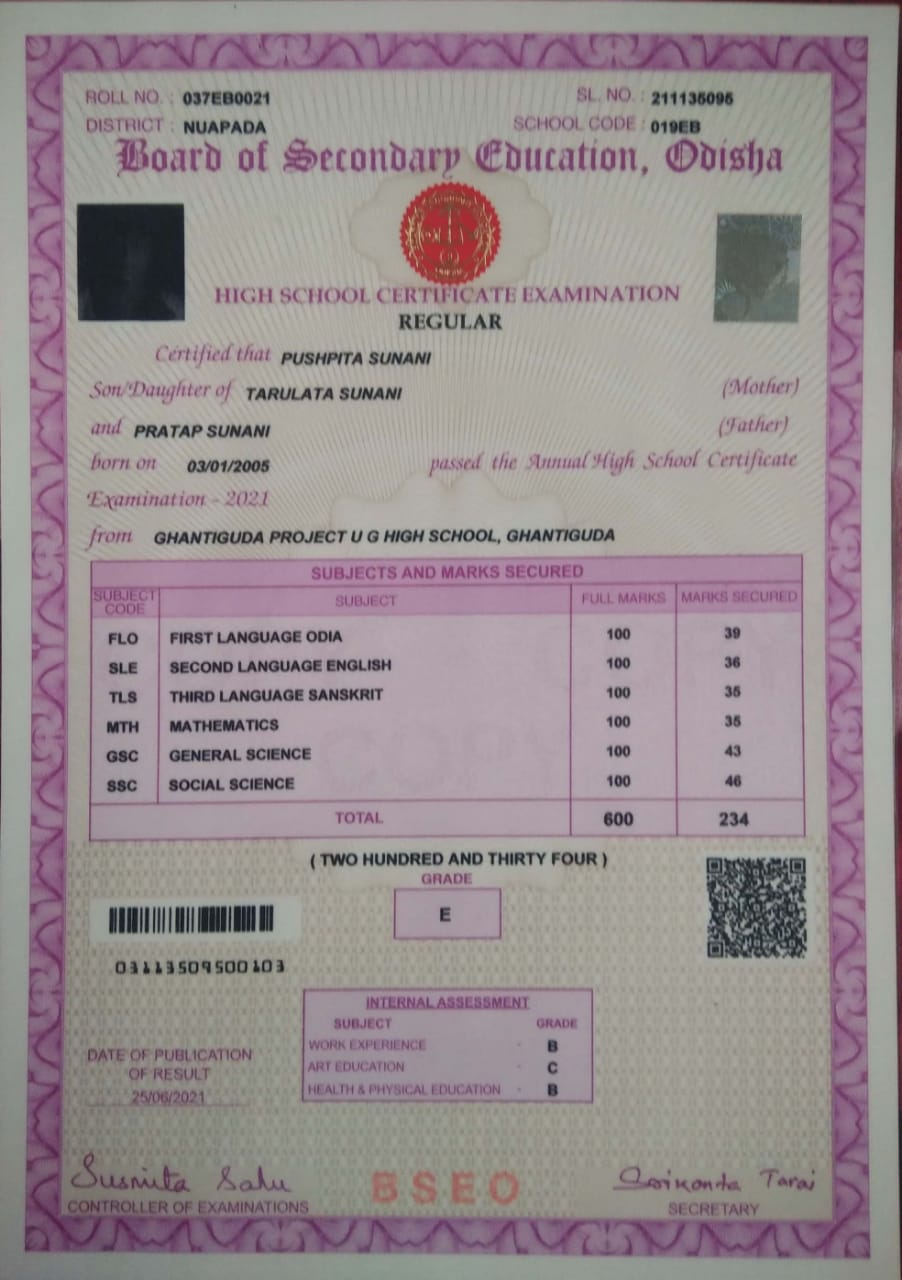 ROLL NO. : 037EB0021 SL. NO. : 211135095
DISTRICT : NUAPADA SCHOOL CODE : 019EB
Board of Secondary Education, Odisha
HIGH SCHOOL CERTIFICATE EXAMINATION
REGULAR
Certified that PUSHPITA SUNANI
Son/Daughter of TARULATA SUNANI (Mother)
and PRATAP SUNANI (Father)
born on 03/01/2005 passed the Annual High School Certificate
Examination - 2021
from GHANTIGUDA PROJECT U G HIGH SCHOOL, GHANTIGUDA
SUBJECTS AND MARKS SECURED
SUBJECT CODE SUBJECT FULL MARKS MARKS SECURED
FLO FIRST LANGUAGE ODIA 100 39
SLE SECOND LANGUAGE ENGLISH 100 36
TLS THIRD LANGUAGE SANSKRIT 100 35
MTH MATHEMATICS 100 35
GSC GENERAL SCIENCE 100 43
SSC SOCIAL SCIENCE 100 46
TOTAL 600 234
( TWO HUNDRED AND THIRTY FOUR )
GRADE
E
03113509500103
INTERNAL ASSESSMENT
SUBJECT GRADE
WORK EXPERIENCE - B
ART EDUCATION - C
HEALTH & PHYSICAL EDUCATION - B
DATE OF PUBLICATION
OF RESULT
25/06/2021
Susmita Sahu
CONTROLLER OF EXAMINATIONS
BSEO
Srikanta Tarai
SECRETARY